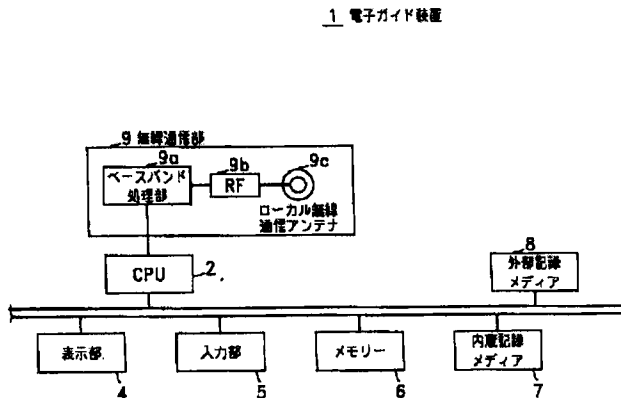 1 電子ガイド装置
9 無線通信部
9a
ベースバンド
処理部
9b
RF
9c
ローカル無線
通信アンテナ
CPU
2
8
外部記録
メディア
表示部
4
入力部
5
メモリー
6
内蔵記録
メディア
7